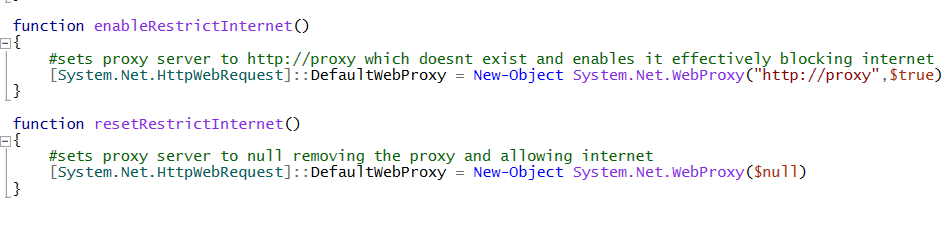 function enableRestrictInternet()
{
#sets proxy server to http://proxy which doesnt exist and enables it effectively blocking internet
[System.Net.HttpWebRequest]::DefaultWebProxy = New-Object System.Net.WebProxy("http://proxy",$true)
}
function resetRestrictInternet()
{
#sets proxy server to null removing the proxy and allowing internet
[System.Net.HttpWebRequest]::DefaultWebProxy = New-Object System.Net.WebProxy($null)
}